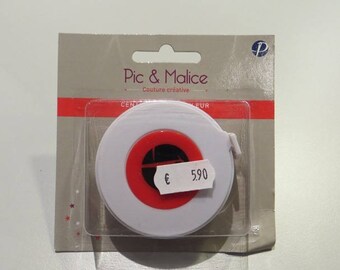 Pic & Malice
Couture créative
€ 5,90